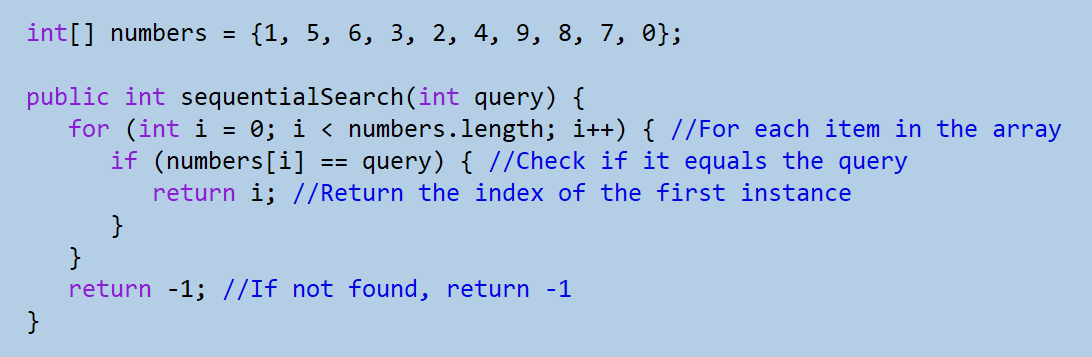 int[] numbers = {1, 5, 6, 3, 2, 4, 9, 8, 7, 0};
public int sequentialSearch(int query) {
for (int i = 0; i < numbers.length; i++) { //For each item in the array
if (numbers[i] == query) { //Check if it equals the query
return i; //Return the index of the first instance
}
}
return -1; //If not found, return -1
}